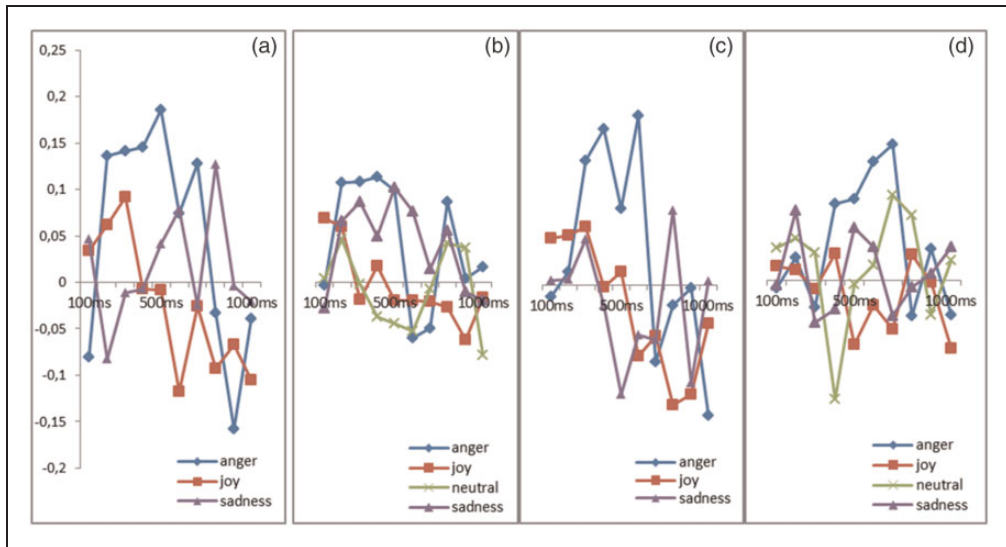 (a)
0,25
0,2
0,15
0,1
0,05
0
-0,05
-0,1
-0,15
-0,2
100ms 500ms 1000ms
anger
joy
sadness
(b)
100ms 500ms 1000ms
anger
joy
neutral
sadness
(c)
100ms 500ms 1000ms
anger
joy
sadness
(d)
100ms 500ms 1000ms
anger
joy
neutral
sadness